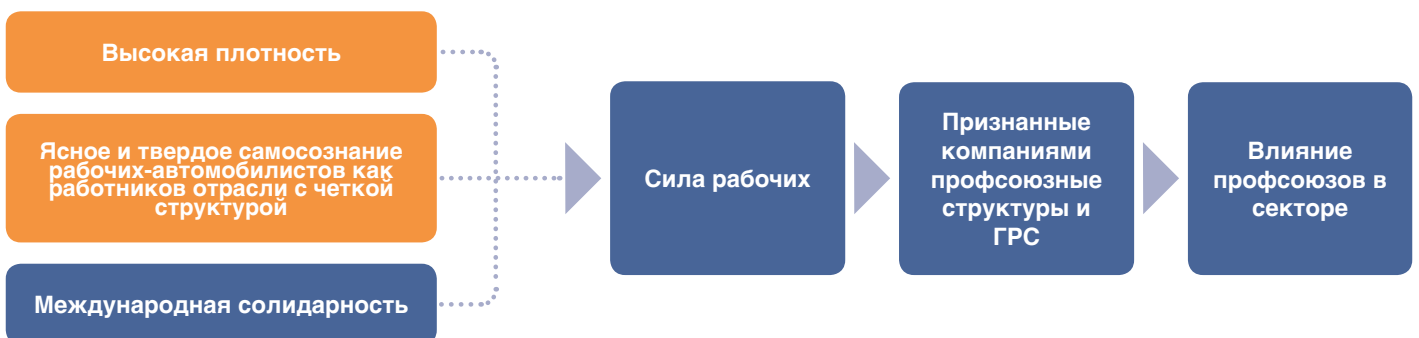 Высокая плотность
Ясное и твердое самосознание
рабочих-автомобилистов как
работников отрасли с четкой
структурой
Международная солидарность
Сила рабочих
Признанные
компаниями
профсоюзные
структуры и
ГРС
Влияние
профсоюзов в
секторе